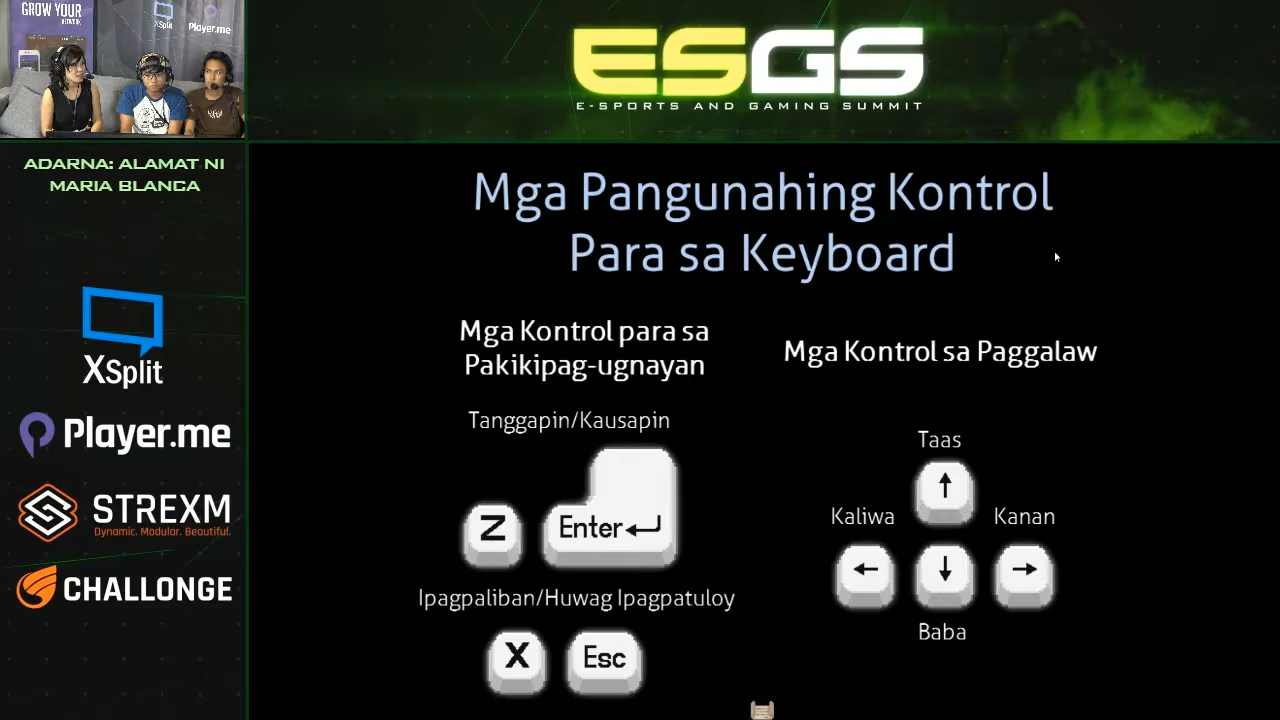 GROW YOUR
NETWORK
XSplit
Player.me
ESGS
E-SPORTS AND GAMING SUMMIT
ADARNA: ALAMAT NI
MARIA BLANCA
XSplit
Player.me
STREXM
Dynamic. Modular. Beautiful.
CHALLONGE
Mga Pangunahing Kontrol
Para sa Keyboard
Mga Kontrol para sa
Pakikipag-ugnayan
Tanggapin/Kausapin
Z
Enter
Ipagpaliban/Huwag Ipagpatuloy
X
Esc
Mga Kontrol sa Paggalaw
Taas
↑
Kaliwa
Kanan
← ↓ →
Baba